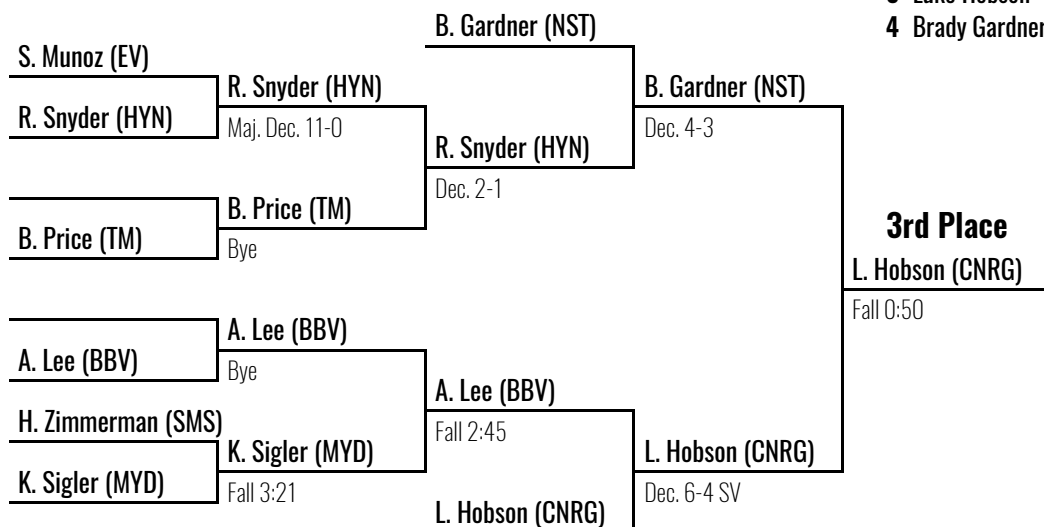 3 Luke Hobson
4 Brady Gardner
B. Gardner (NST)
S. Munoz (EV)
R. Snyder (HYN)
B. Gardner (NST)
R. Snyder (HYN)
Maj. Dec. 11-0
Dec. 4-3
R. Snyder (HYN)
Dec. 2-1
B. Price (TM)
B. Price (TM)
Bye
3rd Place
L. Hobson (CNRG)
Fall 0:50
A. Lee (BBV)
A. Lee (BBV)
Bye
A. Lee (BBV)
Fall 2:45
H. Zimmerman (SMS)
K. Sigler (MYD)
L. Hobson (CNRG)
K. Sigler (MYD)
Fall 3:21
Dec. 6-4 SV
L. Hobson (CNRG)